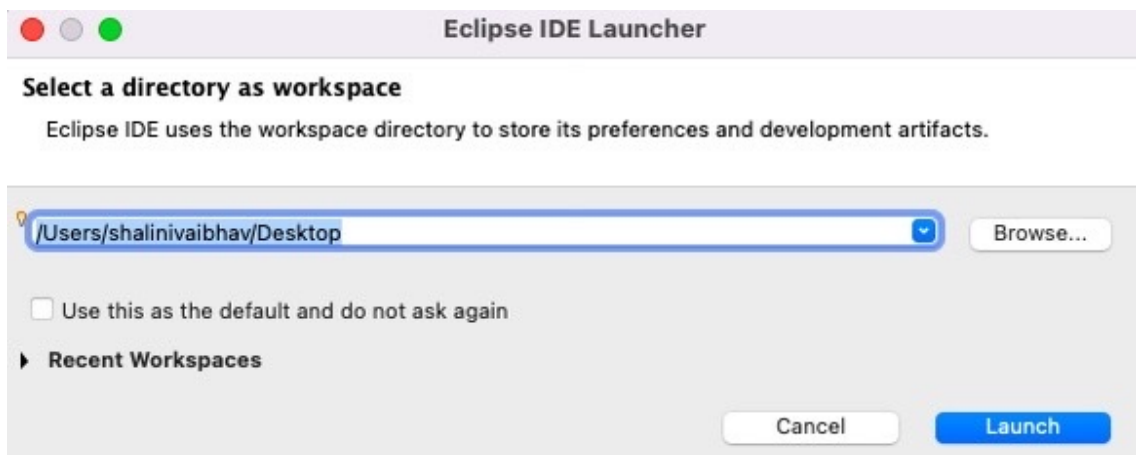 Eclipse IDE Launcher
Select a directory as workspace
Eclipse IDE uses the workspace directory to store its preferences and development artifacts.
/Users/shalinivaibhav/Desktop
Browse...
Use this as the default and do not ask again
Recent Workspaces
Cancel
Launch